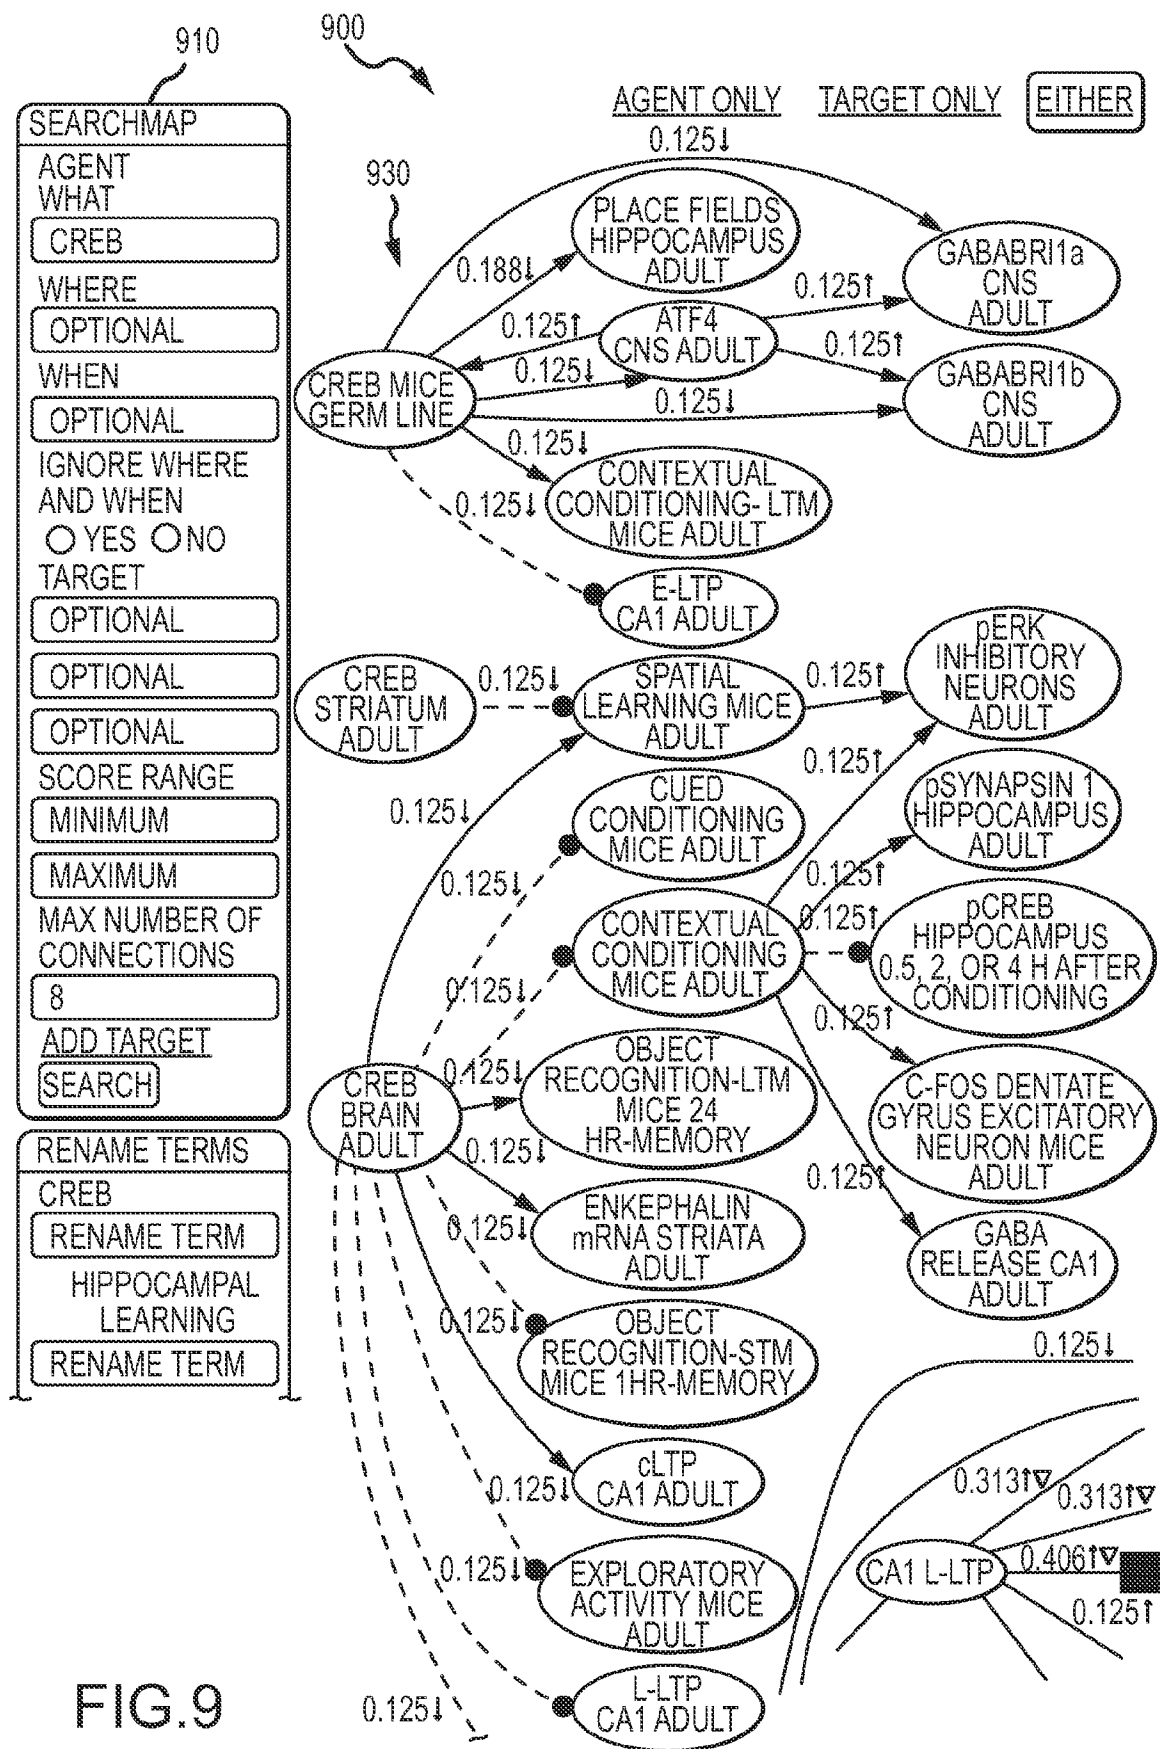 900
910
SEARCHMAP
AGENT
WHAT
CREB
WHERE
OPTIONAL
WHEN
OPTIONAL
IGNORE WHERE
AND WHEN
YES NO
TARGET
OPTIONAL
OPTIONAL
OPTIONAL
SCORE RANGE
MINIMUM
MAXIMUM
MAX NUMBER OF
CONNECTIONS
8
ADD TARGET
SEARCH
RENAME TERMS
CREB
RENAME TERM
HIPPOCAMPAL
LEARNING
RENAME TERM
AGENT ONLY TARGET ONLY EITHER
930
0.125↓
PLACE FIELDS
HIPPOCAMPUS
ADULT
0.188↓
GABABRI1a
CNS
ADULT
0.125↑
0.125↑
ATF4
CNS ADULT
0.125↑
0.125↓
CREB MICE
GERM LINE
0.125↓
GABABRI1b
CNS
ADULT
0.125↓
CONTEXTUAL
CONDITIONING- LTM
MICE ADULT
0.125↓
E-LTP
CA1 ADULT
CREB
STRIATUM
ADULT
0.125↓
SPATIAL
LEARNING MICE
ADULT
0.125↑
pERK
INHIBITORY
NEURONS
ADULT
0.125↑
0.125↓
CUED
CONDITIONING
MICE ADULT
pSYNAPSIN 1
HIPPOCAMPUS
ADULT
0.125↓
0.125↑
CONTEXTUAL
CONDITIONING
MICE ADULT
0.125↑
pCREB
HIPPOCAMPUS
0.5, 2, OR 4 H AFTER
CONDITIONING
0.125↓
0.125↑
CREB
BRAIN
ADULT
0.125↓
OBJECT
RECOGNITION-LTM
MICE 24
HR-MEMORY
C-FOS DENTATE
GYRUS EXCITATORY
NEURON MICE
ADULT
0.125↓
0.125↑
ENKEPHALIN
mRNA STRIATA
ADULT
0.125↓
GABA
RELEASE CA1
ADULT
0.125↓
OBJECT
RECOGNITION-STM
MICE 1HR-MEMORY
0.125↓
cLTP
CA1 ADULT
0.125↓
0.313↑∇
0.313↑∇
CA1 L-LTP
0.406↑∇
0.125↑
0.125↓
EXPLORATORY
ACTIVITY MICE
ADULT
0.125↓
L-LTP
CA1 ADULT
FIG.9